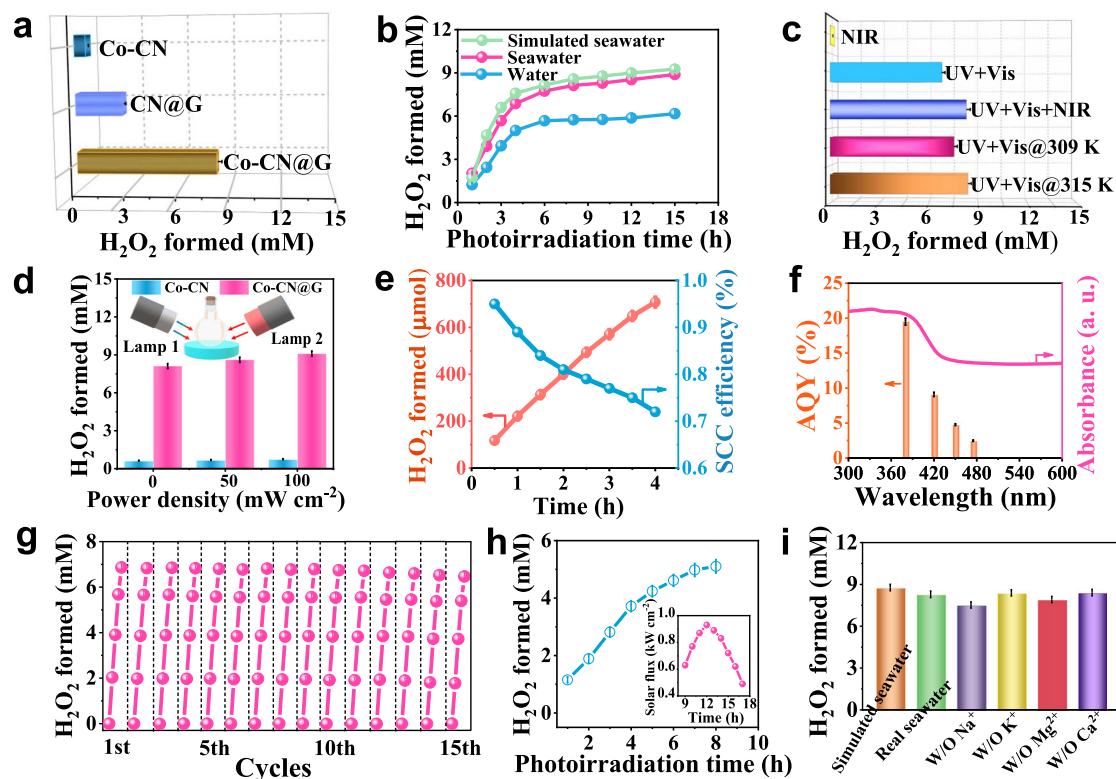 a
Co-CN
CN@G
Co-CN@G
0 3 6 9 12 15
H₂O₂ formed (mM)
b
H₂O₂ formed (mM)
12
9
6
3
0
Simulated seawater
Seawater
Water
0 3 6 9 12 15 18
Photoirradiation time (h)
c
NIR
UV+Vis
UV+Vis+NIR
UV+Vis@309 K
UV+Vis@315 K
0 3 6 9 12 15
H₂O₂ formed (mM)
d
H₂O₂ formed (mM)
15
12
9
6
3
0
Co-CN Co-CN@G
Lamp 1 Lamp 2
0 50 100
Power density (mW cm⁻²)
e
H₂O₂ formed (μmol)
800
600
400
200
0
1.0
0.9
0.8
0.7
0.6
SCC efficiency (%)
0 1 2 3 4
Time (h)
f
AQY (%)
25
20
15
10
5
0
Absorbance (a. u.)
300 360 420 480 540 600
Wavelength (nm)
g
H₂O₂ formed (mM)
8
6
4
2
0
1st 5th 10th 15th
Cycles
h
H₂O₂ formed (mM)
6
4
2
0
Solar flux (kW cm⁻²)
1.0
0.8
0.6
0.4
9 12 15 18
Time (h)
2 4 6 8 10
Photoirradiation time (h)
i
H₂O₂ formed (mM)
12
9
6
3
0
Simulated seawater
Real seawater
W/O Na⁺
W/O K⁺
W/O Mg²⁺
W/O Ca²⁺